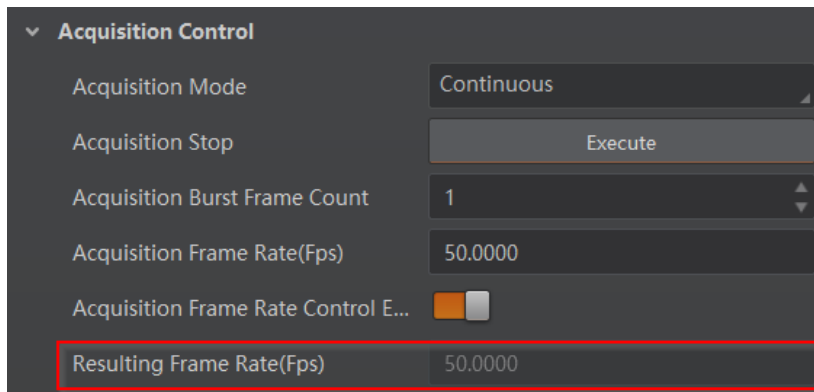 Acquisition Control
Acquisition Mode Continuous
Acquisition Stop Execute
Acquisition Burst Frame Count 1
Acquisition Frame Rate(Fps) 50.0000
Acquisition Frame Rate Control E...
Resulting Frame Rate(Fps) 50.0000